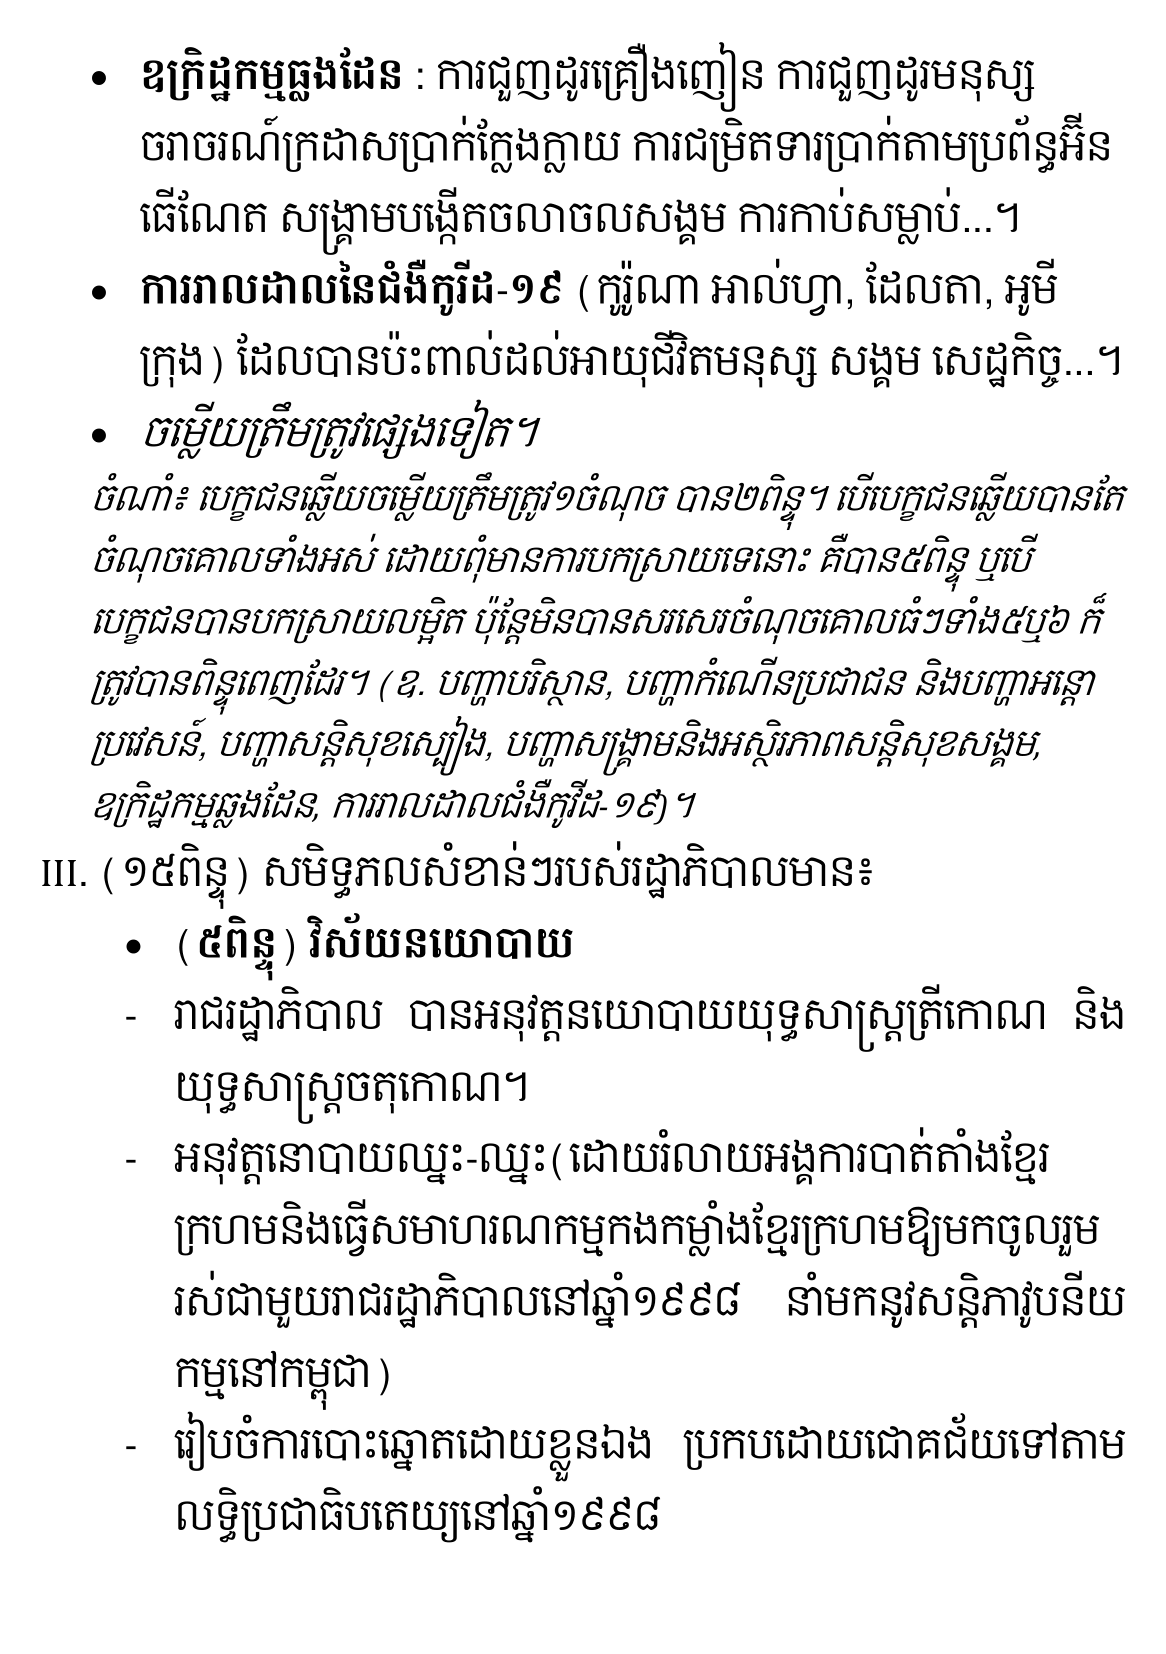 • ឧក្រិដ្ឋកម្មឆ្លងដែន : ការជួញដូរគ្រឿងញៀន ការជួញដូរមនុស្ស
ចរាចរណ៍ក្រដាសប្រាក់ក្លែងក្លាយ ការជម្រិតទារប្រាក់តាមប្រព័ន្ធអ៊ីន
ធើណែត សង្គ្រាមបង្កើតចលាចលសង្គម ការកាប់សម្លាប់...។
• ការរាលដាលនៃជំងឺកូវីដ-១៩ (កូរ៉ូណា អាល់ហ្វា, ដែលតា, អូមី
ក្រុង) ដែលបានប៉ះពាល់ដល់អាយុជីវិតមនុស្ស សង្គម សេដ្ឋកិច្ច...។
• ចម្លើយត្រឹមត្រូវផ្សេងទៀត។
ចំណាំ៖ បេក្ខជនឆ្លើយចម្លើយត្រឹមត្រូវ១ចំណុច បាន២ពិន្ទុ។ បើបេក្ខជនឆ្លើយបានតែ
ចំណុចគោលទាំងអស់ ដោយពុំមានការបកស្រាយទេនោះ គឺបាន៥ពិន្ទុ ឬបើ
បេក្ខជនបានបកស្រាយលម្អិត ប៉ុន្តែមិនបានសរសេរចំណុចគោលធំៗទាំង៥ឬ៦ ក៏
ត្រូវបានពិន្ទុពេញដែរ។ (ឧ. បញ្ហាបរិស្ថាន, បញ្ហាកំណើនប្រជាជន និងបញ្ហាអន្តោ
ប្រវេសន៍, បញ្ហាសន្តិសុខស្បៀង, បញ្ហាសង្គ្រាមនិងអស្ថិរភាពសន្តិសុខសង្គម,
ឧក្រិដ្ឋកម្មឆ្លងដែន, ការរាលដាលជំងឺកូវីដ-១៩)។
III. (១៥ពិន្ទុ) សមិទ្ធភលសំខាន់ៗរបស់រដ្ឋាភិបាលមាន៖
• (៥ពិន្ទុ) វិស័យនយោបាយ
- រាជរដ្ឋាភិបាល បានអនុវត្តនយោបាយយុទ្ធសាស្ត្រត្រីកោណ និង
យុទ្ធសាស្ត្រចតុកោណ។
- អនុវត្តនោបាយឈ្នះ-ឈ្នះ(ដោយរំលាយអង្គការបាត់តាំងខ្មែរ
ក្រហមនិងធ្វើសមាហរណកម្មកងកម្លាំងខ្មែរក្រហមឱ្យមកចូលរួម
រស់ជាមួយរាជរដ្ឋាភិបាលនៅឆ្នាំ១៩៩៨ នាំមកនូវសន្តិភាវូបនីយ
កម្មនៅកម្ពុជា)
- រៀបចំការបោះឆ្នោតដោយខ្លួនឯង ប្រកបដោយជោគជ័យទៅតាម
លទ្ធិប្រជាធិបតេយ្យនៅឆ្នាំ១៩៩៨